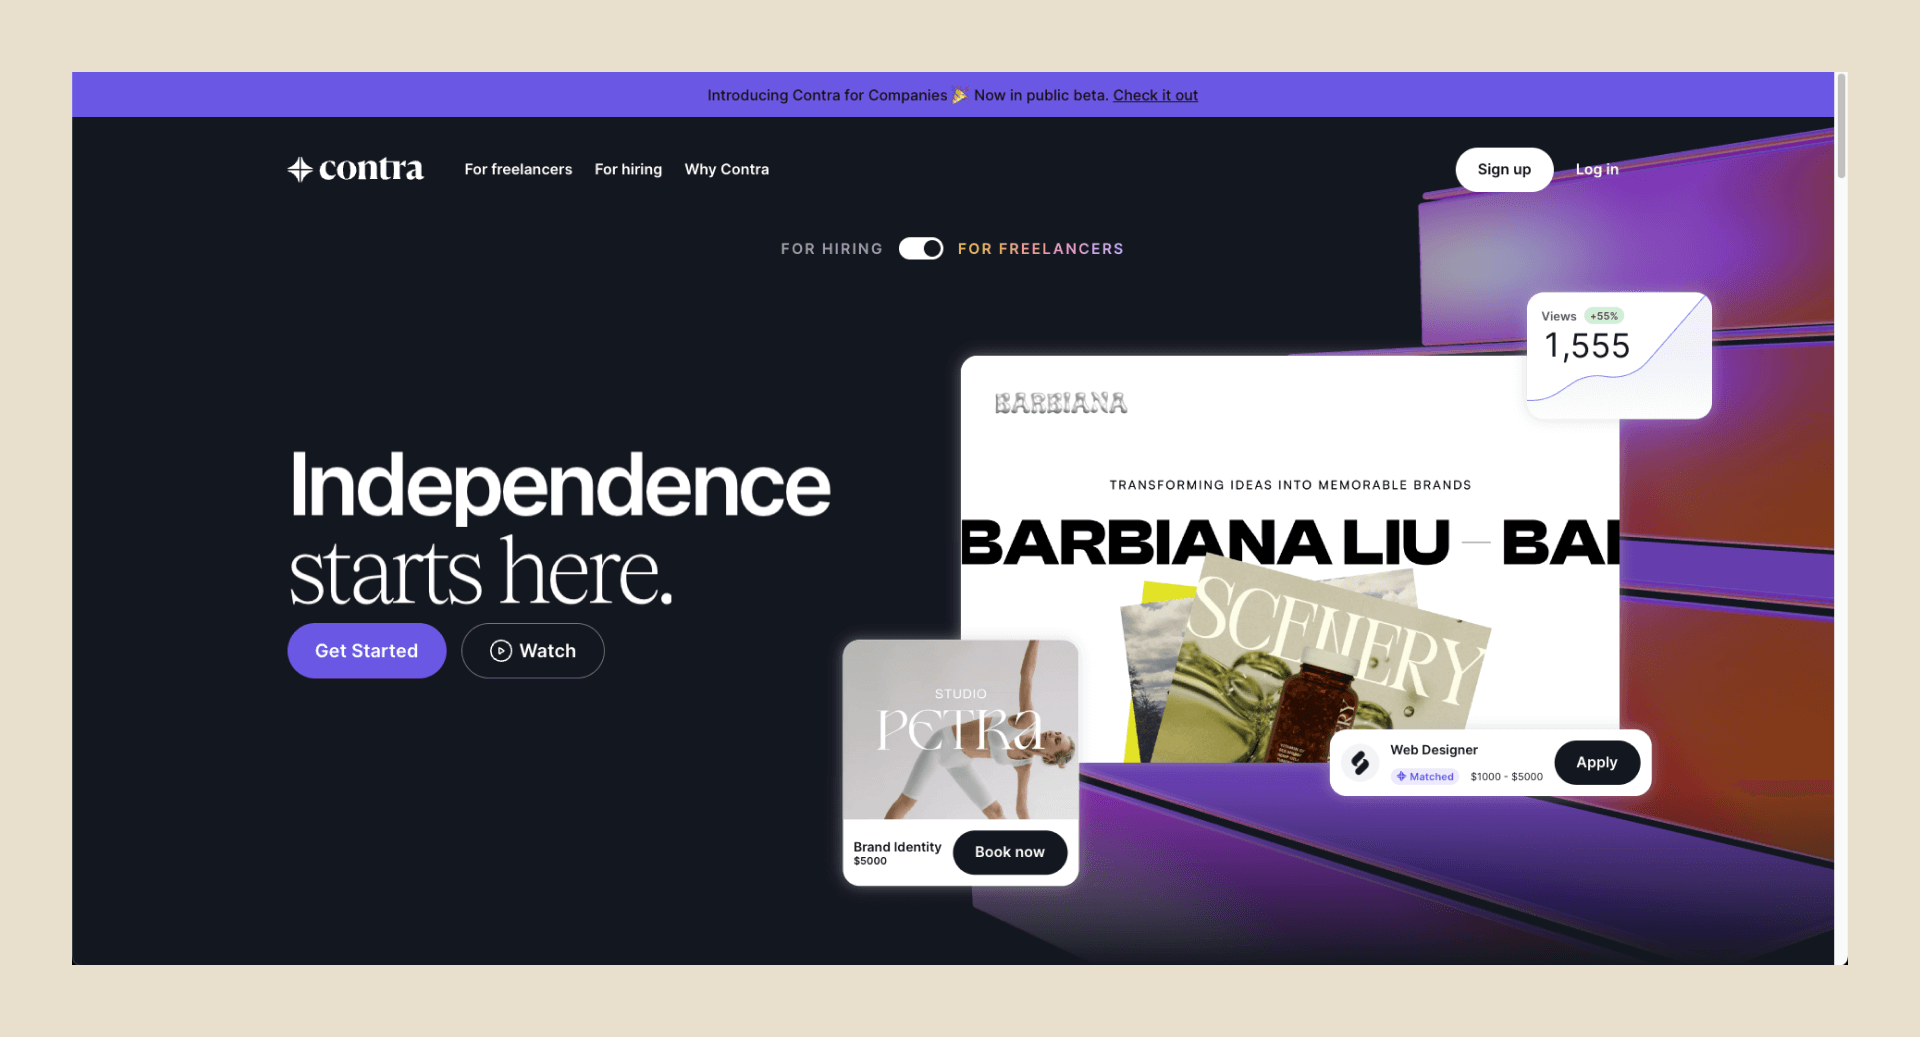 Introducing Contra for Companies 🎉 Now in public beta. Check it out
contra
For freelancers
For hiring
Why Contra
Sign up
Log in
FOR HIRING
FOR FREELANCERS
Views +55%
1,555
BARBIANA
TRANSFORMING IDEAS INTO MEMORABLE BRANDS
BARBIANA LIU — BAI
Independence
starts here.
Get Started
Watch
SCENERY
STUDIO
PETRA
Brand Identity
$5000
Book now
Web Designer
Matched
$1000 - $5000
Apply